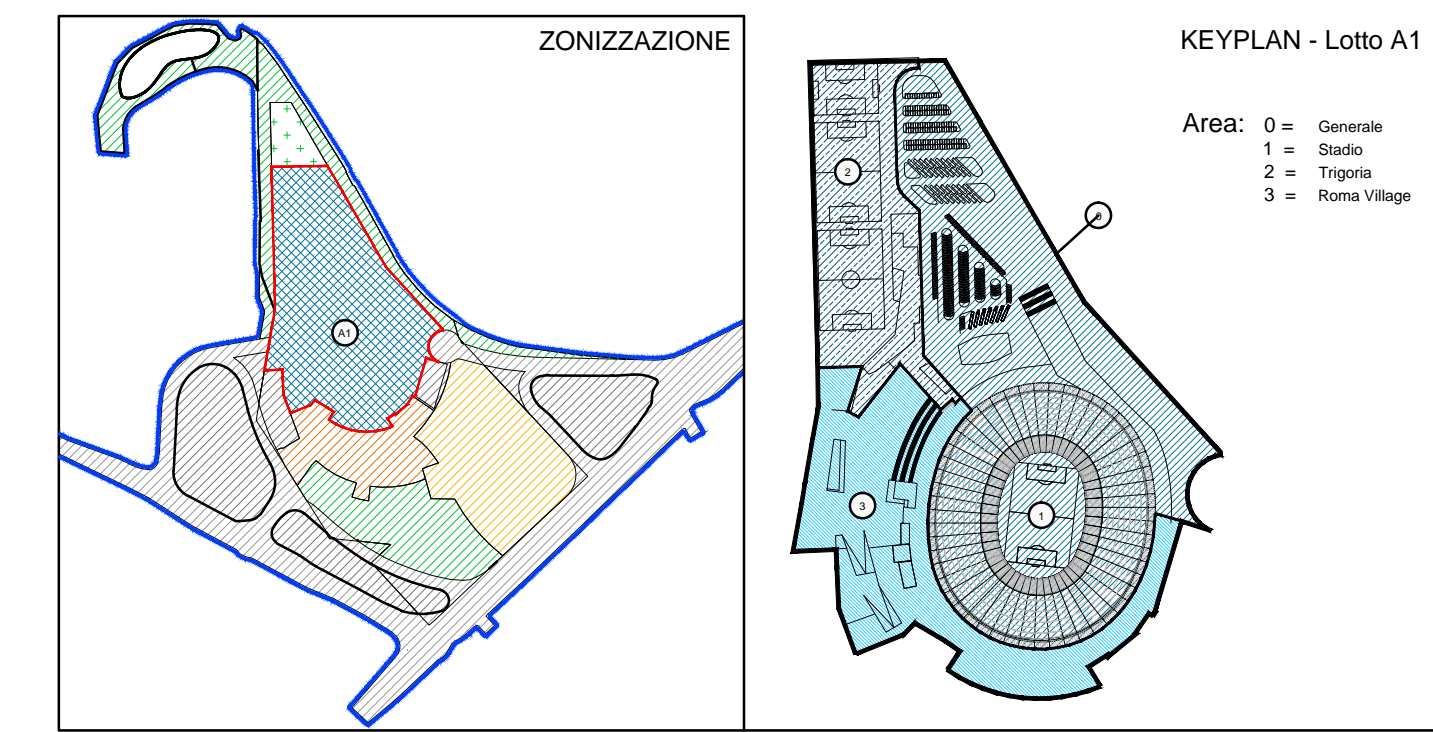 ZONIZZAZIONE
A1
KEYPLAN - Lotto A1
Area:
0 = Generale
1 = Stadio
2 = Trigoria
3 = Roma Village
2
0
3
1